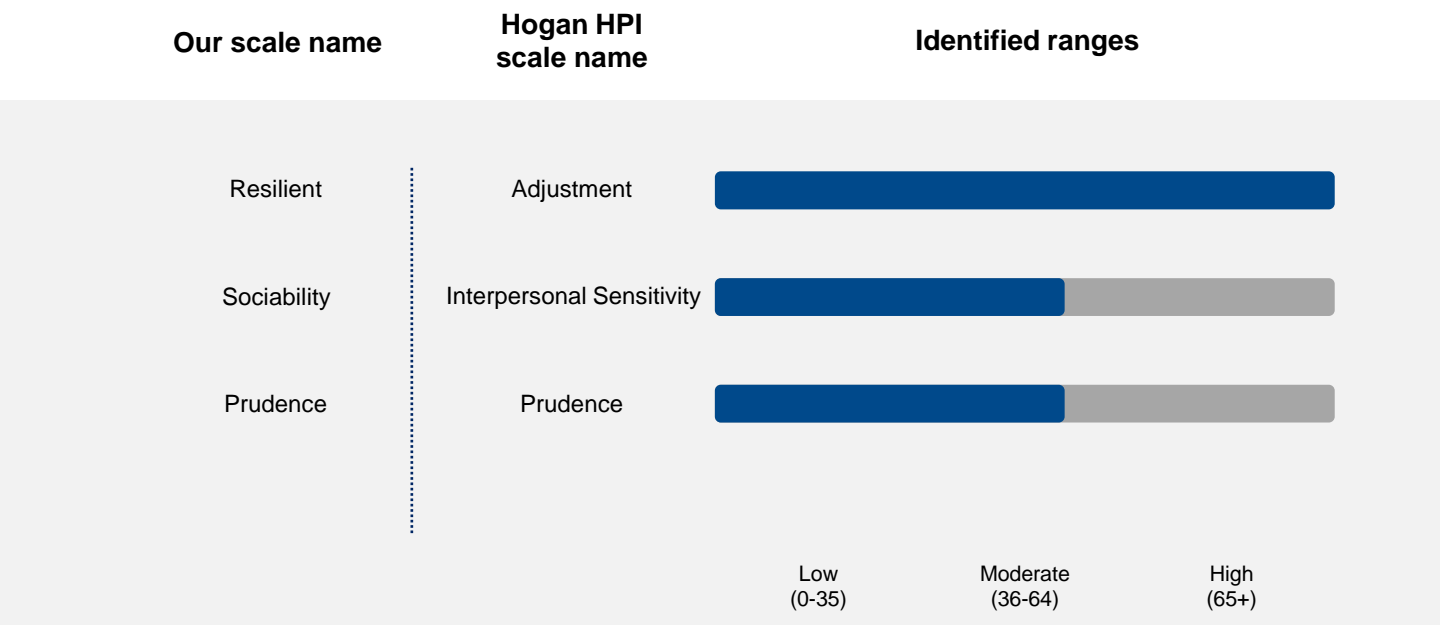 Our scale name
Hogan HPI
scale name
Identified ranges
Resilient
Adjustment
Sociability
Interpersonal Sensitivity
Prudence
Prudence
Low
(0-35)
Moderate
(36-64)
High
(65+)